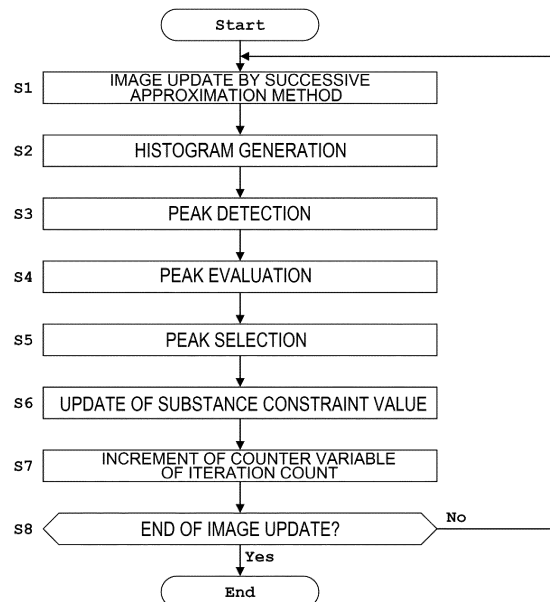 Start
S1
IMAGE UPDATE BY SUCCESSIVE
APPROXIMATION METHOD
S2
HISTOGRAM GENERATION
S3
PEAK DETECTION
S4
PEAK EVALUATION
S5
PEAK SELECTION
S6
UPDATE OF SUBSTANCE CONSTRAINT VALUE
S7
INCREMENT OF COUNTER VARIABLE
OF ITERATION COUNT
S8
END OF IMAGE UPDATE?
No
Yes
End